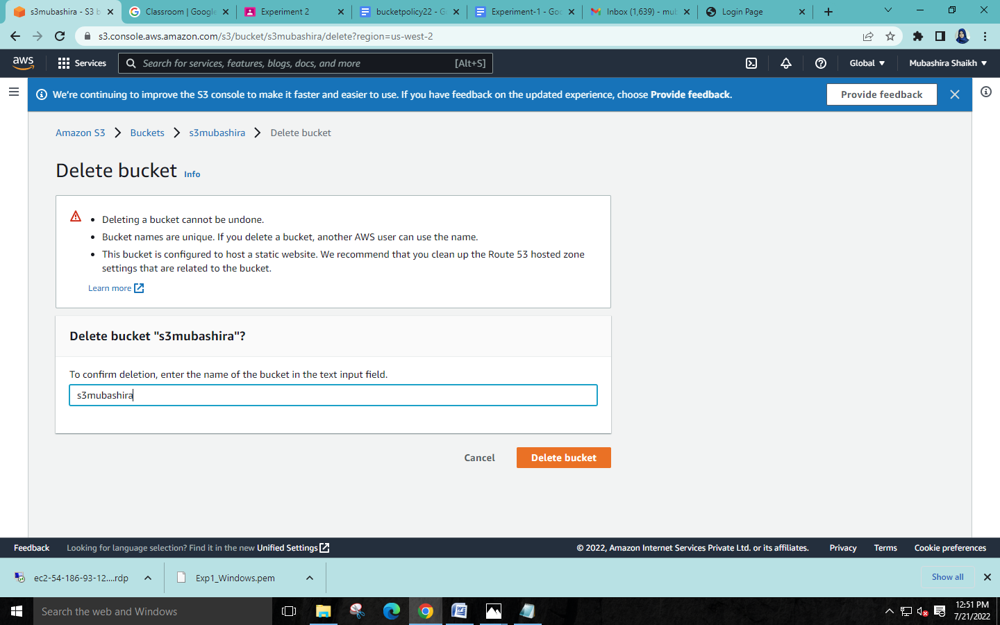 s3mubashira - S3 b
Classroom | Google
Experiment 2
bucketpolicy22 - G
Experiment-1 - Goo
Inbox (1,639) - mub
Login Page
s3.console.aws.amazon.com/s3/bucket/s3mubashira/delete?region=us-west-2
aws
Services
Search for services, features, blogs, docs, and more
[Alt+S]
Global
Mubashira Shaikh
We're continuing to improve the S3 console to make it faster and easier to use. If you have feedback on the updated experience, choose Provide feedback.
Provide feedback
Amazon S3
Buckets
s3mubashira
Delete bucket
Delete bucket Info
• Deleting a bucket cannot be undone.
• Bucket names are unique. If you delete a bucket, another AWS user can use the name.
• This bucket is configured to host a static website. We recommend that you clean up the Route 53 hosted zone
settings that are related to the bucket.
Learn more
Delete bucket "s3mubashira"?
To confirm deletion, enter the name of the bucket in the text input field.
s3mubashira
Cancel
Delete bucket
Feedback
Looking for language selection? Find it in the new Unified Settings
© 2022, Amazon Internet Services Private Ltd. or its affiliates.
Privacy
Terms
Cookie preferences
ec2-54-186-93-12....rdp
Exp1_Windows.pem
Show all
Search the web and Windows
12:51 PM
7/21/2022